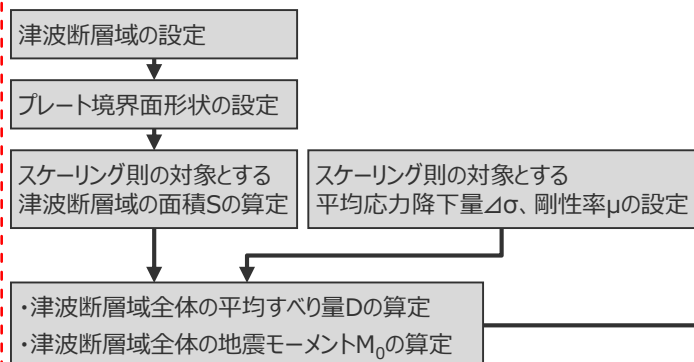 津波断層域の設定
プレート境界面形状の設定
スケーリング則の対象とする
津波断層域の面積Sの算定
スケーリング則の対象とする
平均応力降下量⊿σ、剛性率μの設定
・津波断層域全体の平均すべり量Dの算定
・津波断層域全体の地震モーメントM₀の算定